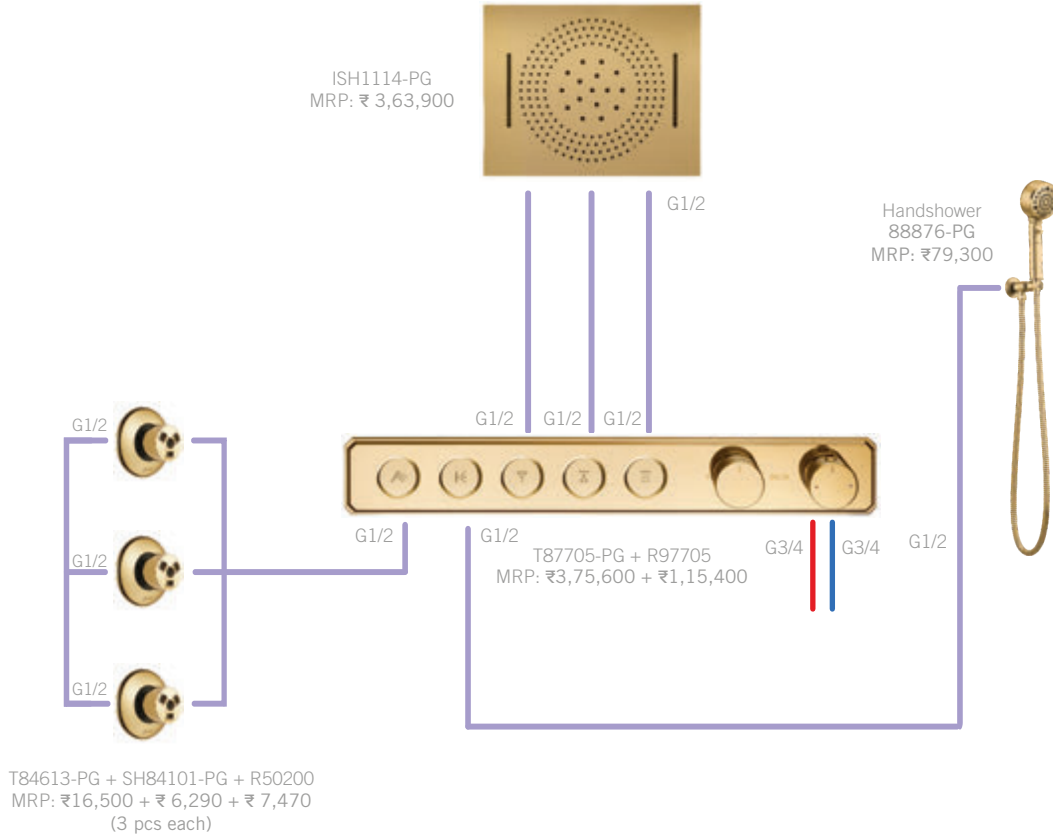 ISH1114-PG
MRP: ₹ 3,63,900
G1/2
Handshower
88876-PG
MRP: ₹79,300
G1/2
G1/2 G1/2 G1/2
G1/2
G1/2 G1/2
T87705-PG + R97705
MRP: ₹3,75,600 + ₹1,15,400
G3/4 G3/4
G1/2
G1/2
T84613-PG + SH84101-PG + R50200
MRP: ₹16,500 + ₹ 6,290 + ₹ 7,470
(3 pcs each)